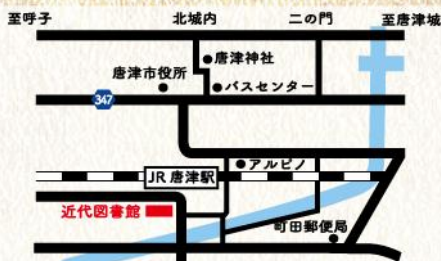 至呼子
北城内
二の門
至唐津城
唐津神社
唐津市役所
バスセンター
347
アルピノ
JR 唐津駅
近代図書館
町田郵便局